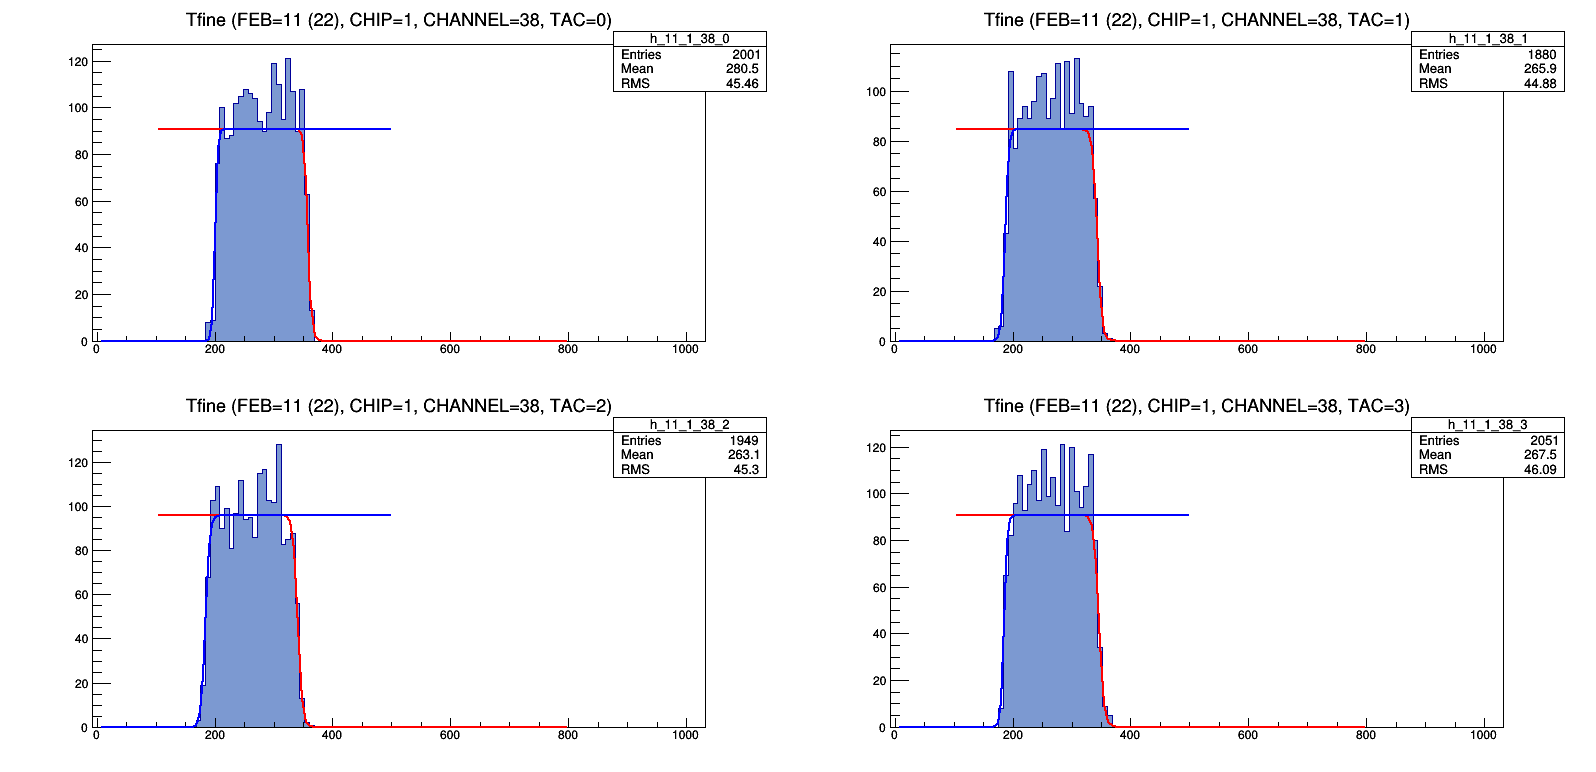 Tfine (FEB=11 (22), CHIP=1, CHANNEL=38, TAC=0)
h_11_1_38_0
Entries 2001
Mean 280.5
RMS 45.46
120
100
80
60
40
20
0
0 200 400 600 800 1000
Tfine (FEB=11 (22), CHIP=1, CHANNEL=38, TAC=1)
h_11_1_38_1
Entries 1880
Mean 265.9
RMS 44.88
100
80
60
40
20
0
0 200 400 600 800 1000
Tfine (FEB=11 (22), CHIP=1, CHANNEL=38, TAC=2)
h_11_1_38_2
Entries 1949
Mean 263.1
RMS 45.3
120
100
80
60
40
20
0
0 200 400 600 800 1000
Tfine (FEB=11 (22), CHIP=1, CHANNEL=38, TAC=3)
h_11_1_38_3
Entries 2051
Mean 267.5
RMS 46.09
120
100
80
60
40
20
0
0 200 400 600 800 1000